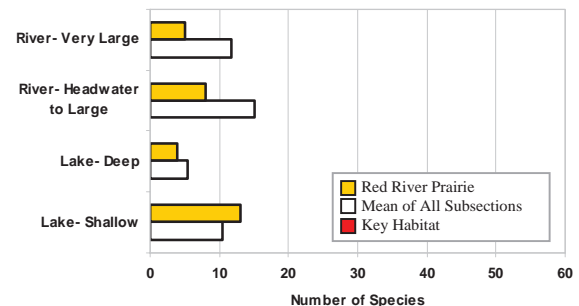 River- Very Large
River- Headwater
to Large
Lake- Deep
Lake- Shallow
Red River Prairie
Mean of All Subsections
Key Habitat
0 10 20 30 40 50 60
Number of Species